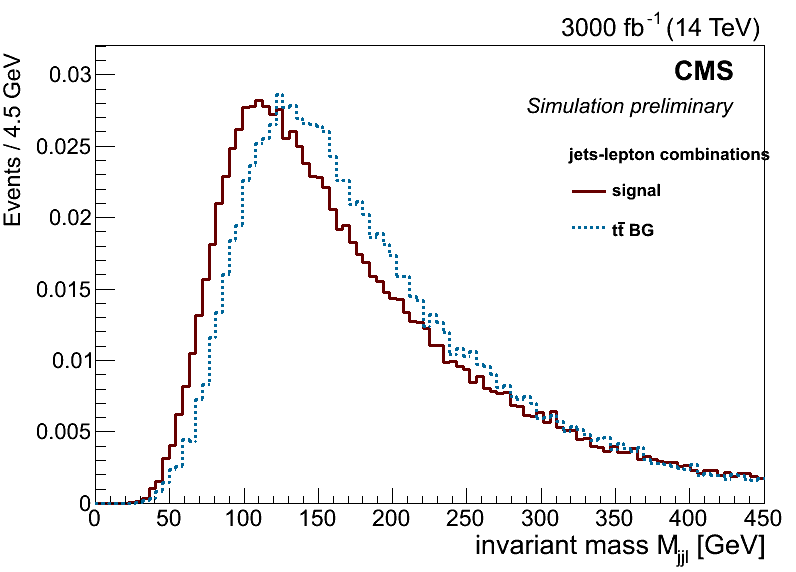 3000 fb⁻¹ (14 TeV)
CMS
Simulation preliminary
jets-lepton combinations
signal
tt̄ BG
Events / 4.5 GeV
0.03
0.025
0.02
0.015
0.01
0.005
0
0 50 100 150 200 250 300 350 400 450
invariant mass Mjjl [GeV]